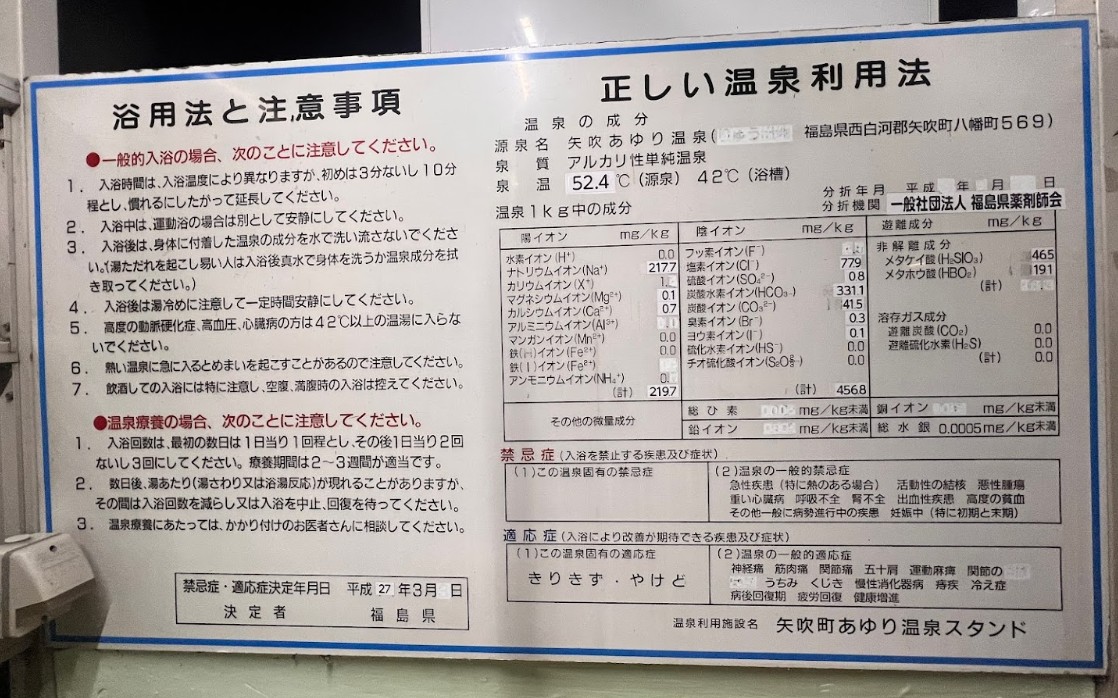 浴用法と注意事項
●一般的入浴の場合、次のことに注意してください。
1. 入浴時間は、入浴温度により異なりますが、初めは3分ないし10分
程とし、慣れるにしたがって延長してください。
2. 入浴中は、運動浴の場合は別として安静にしてください。
3. 入浴後は、身体に付着した温泉の成分を水で洗い流さないでくださ
い。(湯ただれを起こし易い人は入浴後真水で身体を洗うか温泉成分を拭
き取ってください。)
4. 入浴後は湯冷めに注意して一定時間安静にしてください。
5. 高度の動脈硬化症、高血圧、心臓病の方は42℃以上の温湯に入らな
いでください。
6. 熱い温泉に急に入るとめまいを起こすことがあるので注意してください。
7. 飲酒しての入浴には特に注意し、空腹、満腹時の入浴は控えてください。
●温泉療養の場合、次のことに注意してください。
1. 入浴回数は、最初の数日は1日当り1回程とし、その後1日当り2回
ないし3回にしてください。療養期間は2〜3週間が適当です。
2. 数日後、湯あたり(湯さわり又は浴湯反応)が現れることがありますが、
その間は入浴回数を減らし又は入浴を中止、回復を待ってください。
3. 温泉療養にあたっては、かかり付けのお医者さんに相談してください。
禁忌症・適応症決定年月日 平成27年3月 日
決定者 福島県
正しい温泉利用法
温泉の成分
源泉名 矢吹あゆり温泉( 福島県西白河郡矢吹町八幡町569)
泉質 アルカリ性単純温泉
泉温 52.4℃(源泉) 42℃(浴槽)
分折年月 平成 年 月 日
分折機関 一般社団法人 福島県薬剤師会
温泉1kg中の成分
陽イオン mg/kg
水素イオン(H⁺) 0.0
ナトリウムイオン(Na⁺) 217.7
カリウムイオン(X⁺)
マグネシウムイオン(Mg²⁺) 0.1
カルシウムイオン(Ca²⁺) 0.7
アルミニウムイオン(Al³⁺)
マンガンイオン(Mn²⁺) 0.0
鉄(Ⅱ)イオン(Fe²⁺) 0.0
鉄(Ⅰ)イオン(Fe²⁺)
アンモニウムイオン(NH₄⁺)
(計) 219.7
陰イオン mg/kg
フッ素イオン(F⁻)
塩素イオン(Cl⁻) 77.9
硫酸イオン(SO₄²⁻) 0.8
炭酸水素イオン(HCO₃⁻) 331.1
炭酸イオン(CO₃²⁻) 41.5
臭素イオン(Br⁻) 0.3
ヨウ素イオン(I⁻) 0.1
硫化水素イオン(HS⁻) 0.0
チオ硫酸イオン(S₂O₃²⁻) 0.0
(計) 456.8
遊離成分 mg/kg
非解離成分
メタケイ酸(H₂SIO₃) 46.5
メタホウ酸(HBO₂) 19.1
(計)
溶存ガス成分
遊離炭酸(CO₂) 0.0
遊離硫化水素(H₂S) 0.0
(計) 0.0
その他の微量成分
総ひ素 mg/kg未満 銅イオン mg/kg未満
鉛イオン mg/kg未満 総水銀 0.0005mg/kg未満
禁忌症(入浴を禁止する疾患及び症状)
(1)この温泉固有の禁忌症
(2)温泉の一般的禁忌症
急性疾患(特に熱のある場合) 活動性の結核 悪性腫瘍
重い心臓病 呼吸不全 腎不全 出血性疾患 高度の貧血
その他一般に病勢進行中の疾患 妊娠中(特に初期と末期)
適応症(入浴により改善が期待できる疾患及び症状)
(1)この温泉固有の適応症
きりきず・やけど
(2)温泉の一般的適応症
神経痛 筋肉痛 関節痛 五十肩 運動麻痺 関節の
うちみ くじき 慢性消化器病 痔疾 冷え症
病後回復期 疲労回復 健康増進
温泉利用施設名 矢吹町あゆり温泉スタンド